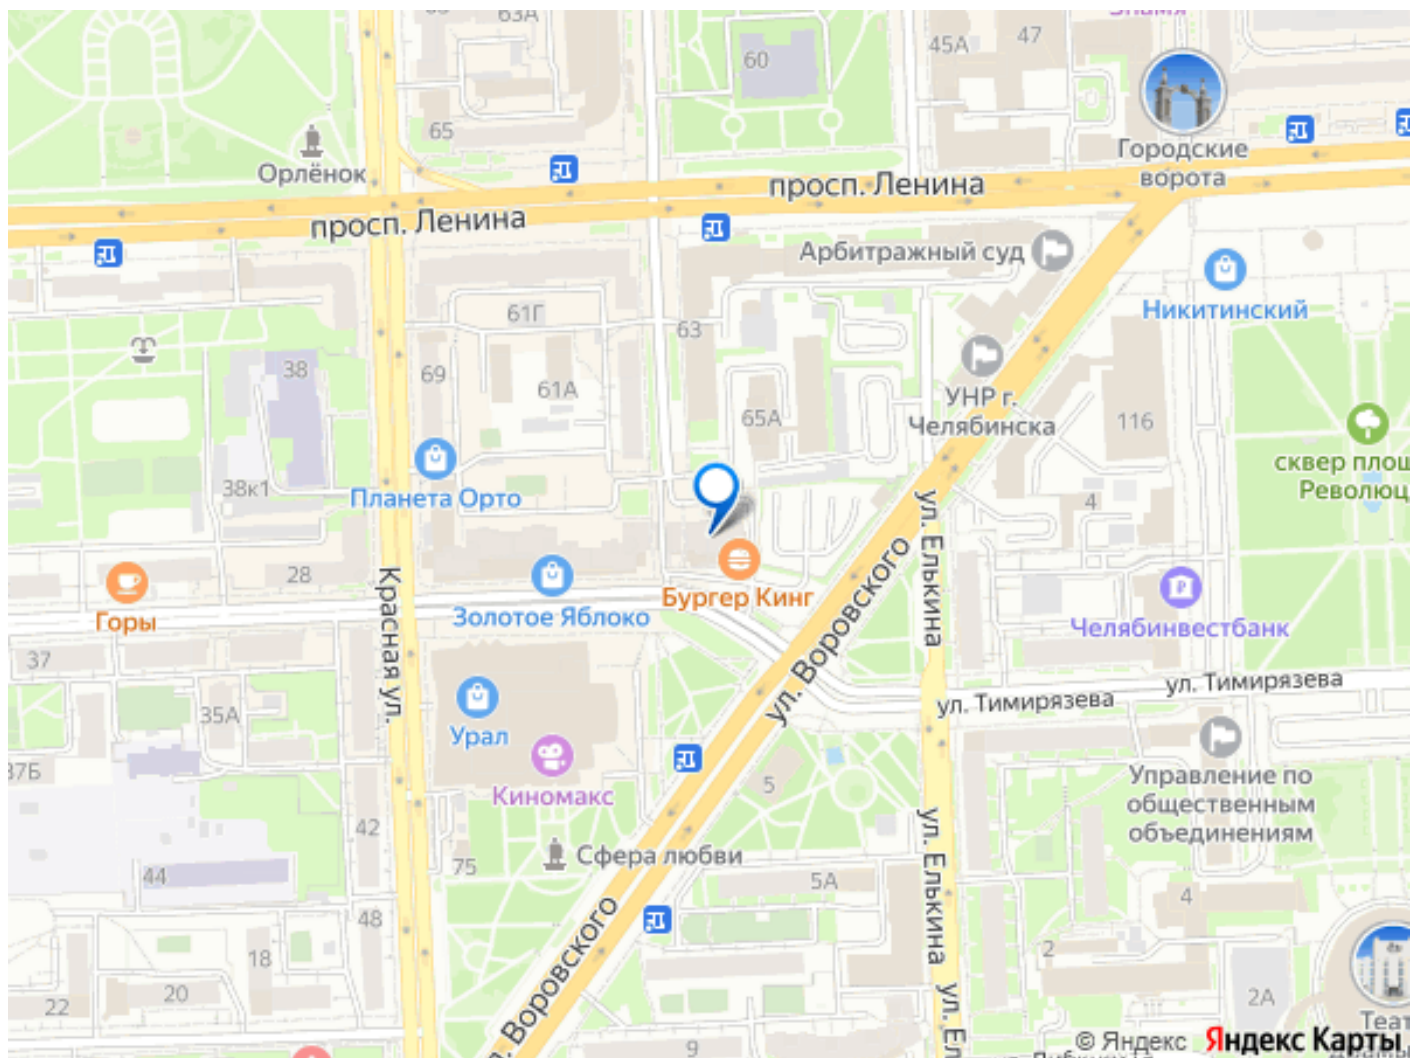 63А
60
45А
47
65
Орлёнок
Городские
ворота
просп. Ленина
просп. Ленина
Арбитражный суд
Никитинский
61Г
63
38
69
61А
65А
УНР г.
Челябинска
116
38к1
Планета Орто
сквер площ
Революц
4
ул. Елькина
ул. Воровского
28
Горы
Красная ул.
Золотое Яблоко
Бургер Кинг
Челябинвестбанк
37
35А
Урал
ул. Тимирязева
ул. Тимирязева
37Б
Киномакс
5
Управление по
общественным
объединениям
42
75
Сфера любви
44
5А
ул. Елькина
4
48
18
2
20
22
. Воровского
ул. Ел
2А
9
Теат
© Яндекс Яндекс Карты